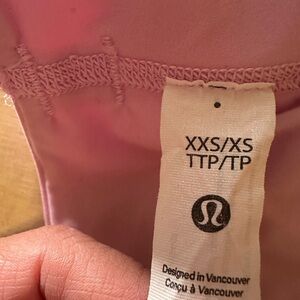 XXS/XS
TTP/TP
Designed in Vancouver
Conçu à Vancouver